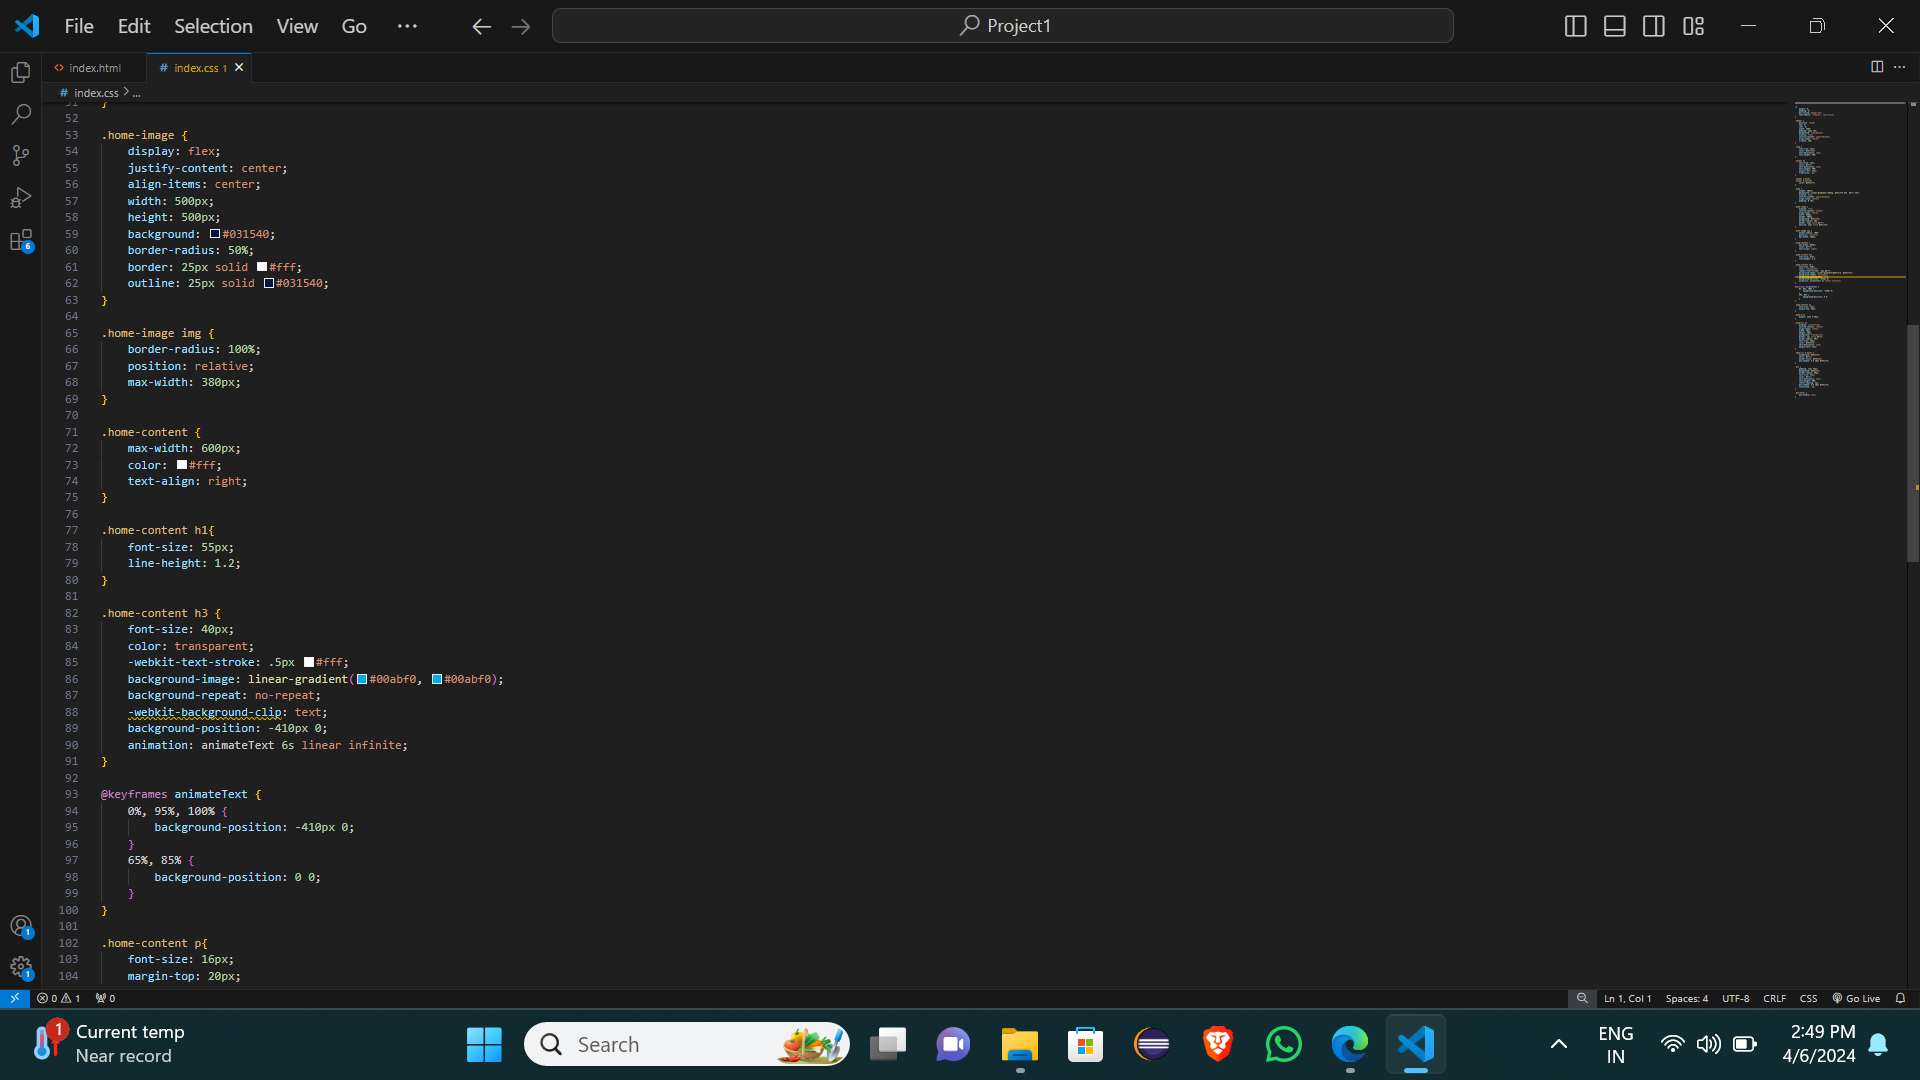 File Edit Selection View Go ··· Project1
index.html # index.css 1
# index.css > ...
51 }
52
53 .home-image {
54 display: flex;
55 justify-content: center;
56 align-items: center;
57 width: 500px;
58 height: 500px;
59 background: #031540;
60 border-radius: 50%;
61 border: 25px solid #fff;
62 outline: 25px solid #031540;
63 }
64
65 .home-image img {
66 border-radius: 100%;
67 position: relative;
68 max-width: 380px;
69 }
70
71 .home-content {
72 max-width: 600px;
73 color: #fff;
74 text-align: right;
75 }
76
77 .home-content h1{
78 font-size: 55px;
79 line-height: 1.2;
80 }
81
82 .home-content h3 {
83 font-size: 40px;
84 color: transparent;
85 -webkit-text-stroke: .5px #fff;
86 background-image: linear-gradient(#00abf0, #00abf0);
87 background-repeat: no-repeat;
88 -webkit-background-clip: text;
89 background-position: -410px 0;
90 animation: animateText 6s linear infinite;
91 }
92
93 @keyframes animateText {
94 0%, 95%, 100% {
95 background-position: -410px 0;
96 }
97 65%, 85% {
98 background-position: 0 0;
99 }
100 }
101
102 .home-content p{
103 font-size: 16px;
104 margin-top: 20px;
6
1
1
0 1 0 Ln 1, Col 1 Spaces: 4 UTF-8 CRLF CSS Go Live
1 Current temp
Near record
Search
ENG
IN
2:49 PM
4/6/2024